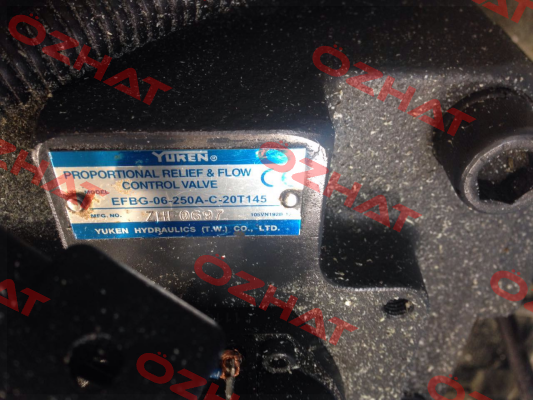 OZHAT
OZHAT
OZHAT
YUKEN®
PROPORTIONAL RELIEF & FLOW
CONTROL VALVE
MODEL
EFBG-06-250A-C-20T145
MFG. NO.
YUKEN HYDRAULICS (T.W.) CO., LTD.
OZHAT
OZHAT
OZHAT